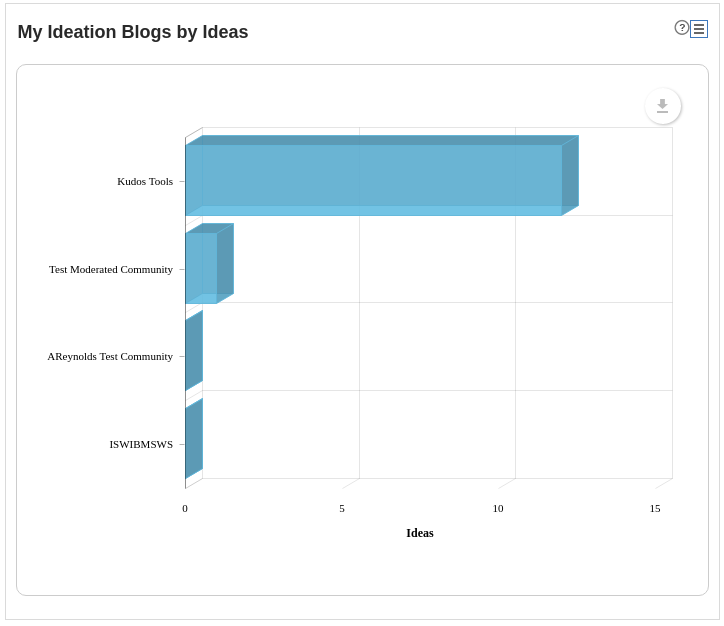 My Ideation Blogs by Ideas
?
Kudos Tools
Test Moderated Community
AReynolds Test Community
ISWIBMSWS
0 5 10 15
Ideas